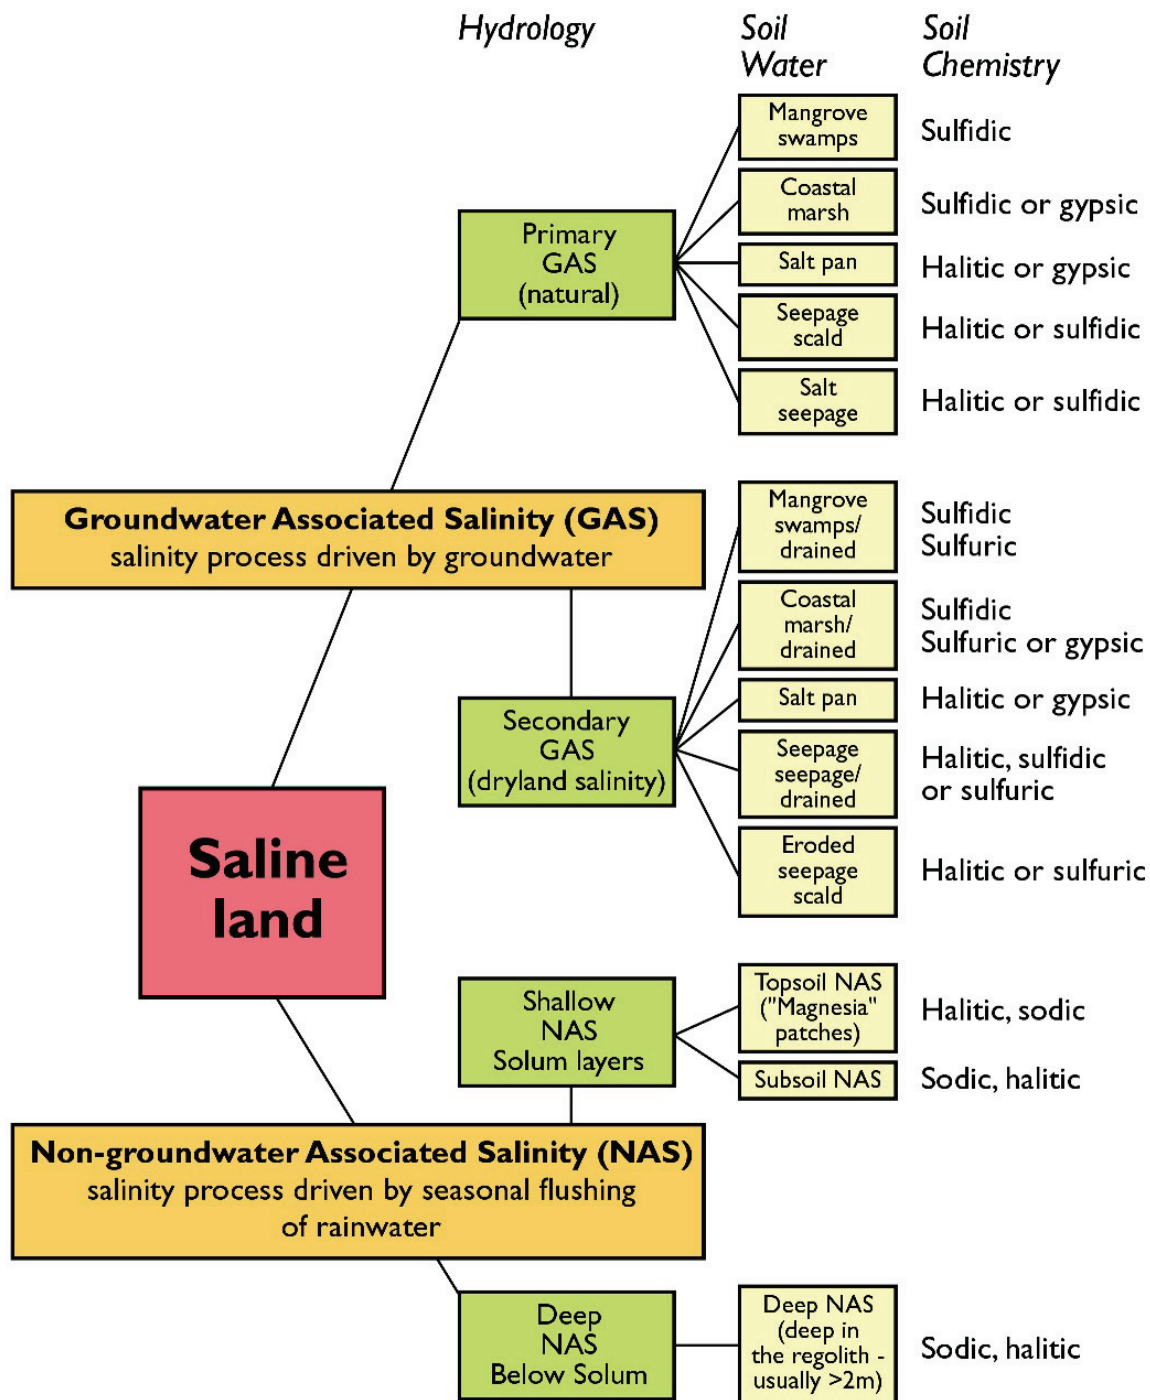 Hydrology
Soil
Water
Soil
Chemistry
Mangrove
swamps
Sulfidic
Coastal
marsh
Sulfidic or gypsic
Primary
GAS
(natural)
Salt pan
Halitic or gypsic
Seepage
scald
Halitic or sulfidic
Salt
seepage
Halitic or sulfidic
Groundwater Associated Salinity (GAS)
salinity process driven by groundwater
Mangrove
swamps/
drained
Sulfidic
Sulfuric
Coastal
marsh/
drained
Sulfidic
Sulfuric or gypsic
Secondary
GAS
(dryland salinity)
Salt pan
Halitic or gypsic
Seepage
seepage/
drained
Halitic, sulfidic
or sulfuric
Eroded
seepage
scald
Halitic or sulfuric
Saline
land
Shallow
NAS
Solum layers
Topsoil NAS
("Magnesia"
patches)
Halitic, sodic
Subsoil NAS
Sodic, halitic
Non-groundwater Associated Salinity (NAS)
salinity process driven by seasonal flushing
of rainwater
Deep
NAS
Below Solum
Deep NAS
(deep in
the regolith -
usually >2m)
Sodic, halitic